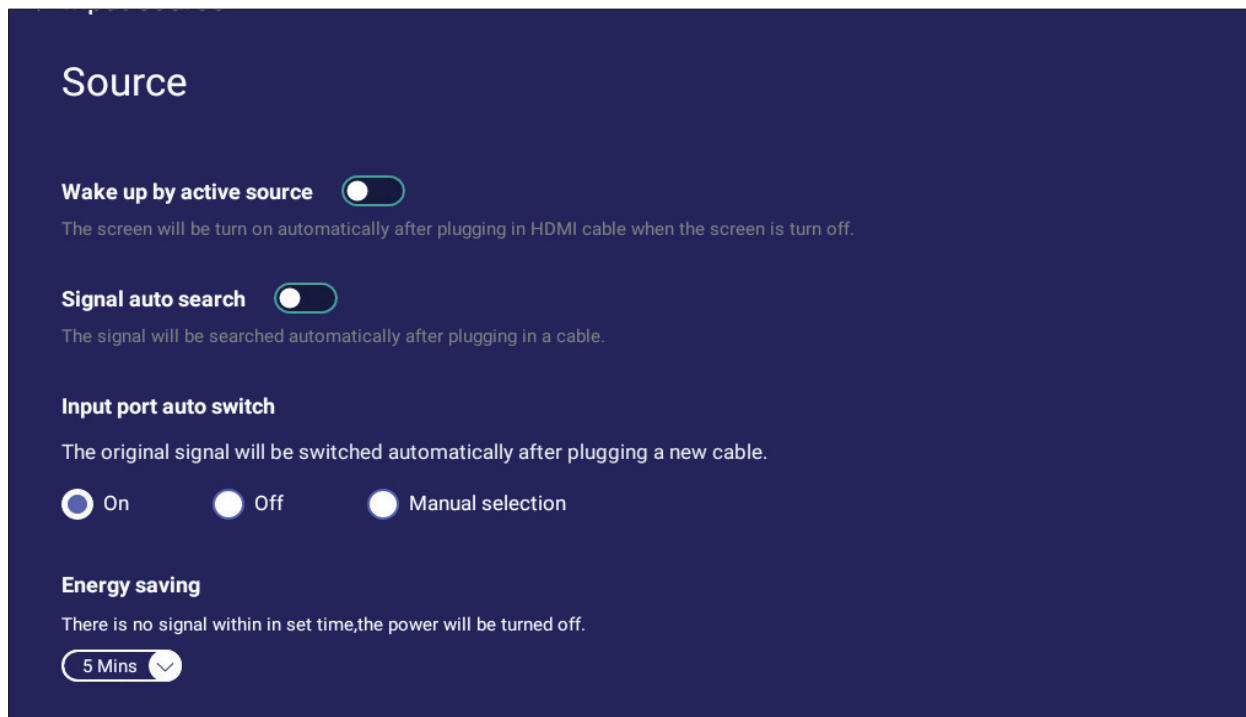 Source
Wake up by active source
The screen will be turn on automatically after plugging in HDMI cable when the screen is turn off.
Signal auto search
The signal will be searched automatically after plugging in a cable.
Input port auto switch
The original signal will be switched automatically after plugging a new cable.
On Off Manual selection
Energy saving
There is no signal within in set time,the power will be turned off.
5 Mins